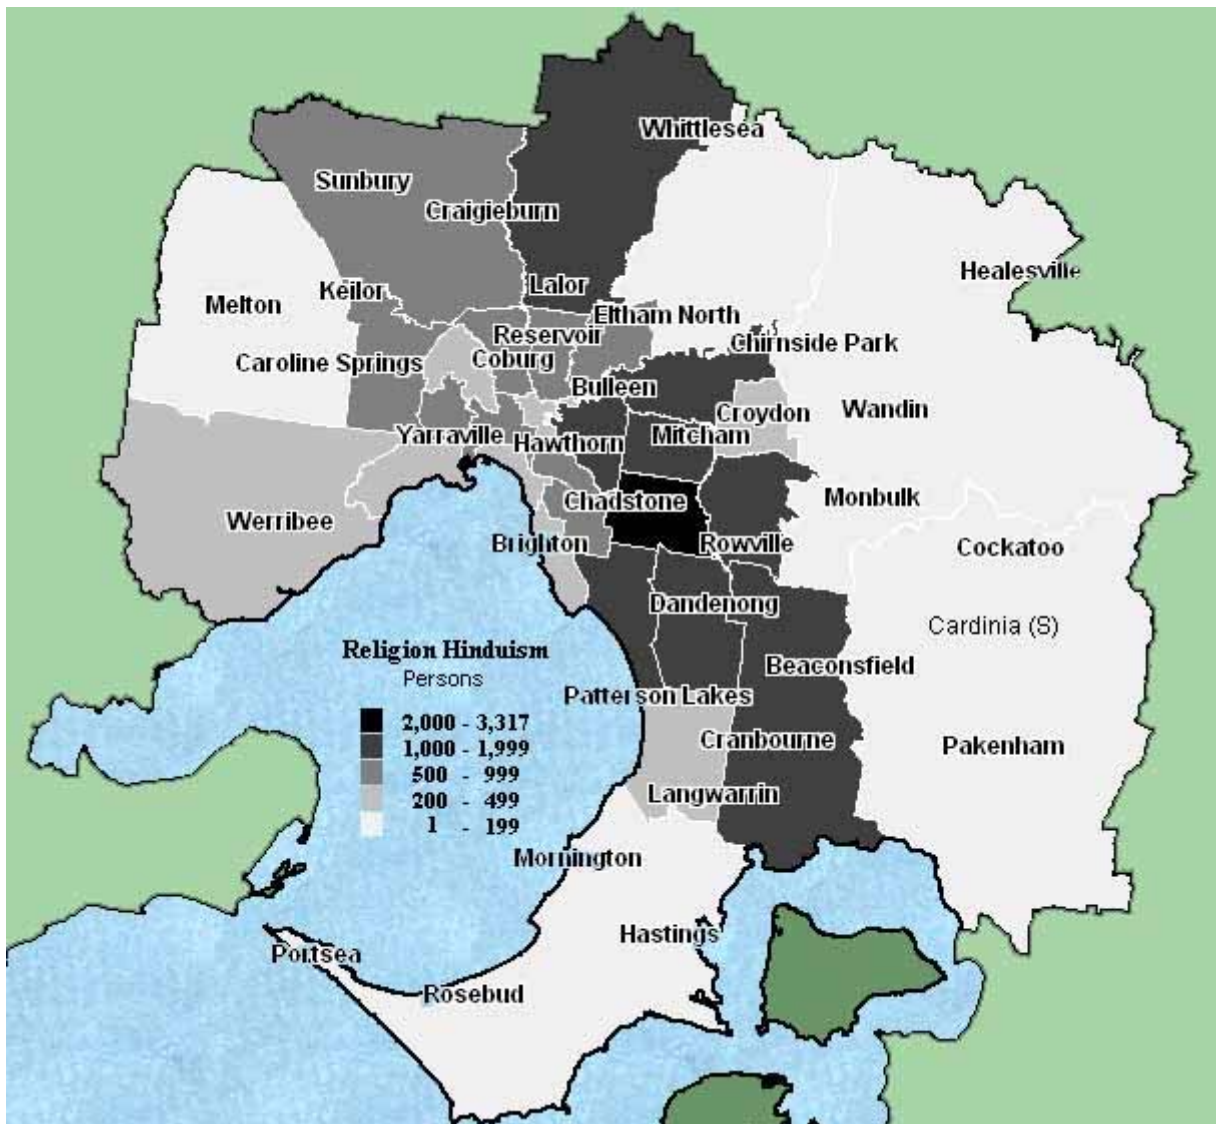 Whittlesea
Sunbury
Craigieburn
Healesville
Lalor
Keilor
Melton
Eltham North
Reservoir
Chirnside Park
Coburg
Caroline Springs
Bulleen
Croydon
Wandin
Yarraville
Hawthorn
Mitcham
Chadstone
Monbulk
Werribee
Brighton
Rowville
Cockatoo
Dandenong
Cardinia (S)
Religion Hinduism
Persons
Beaconsfield
Patterson Lakes
2,000 - 3,317
1,000 - 1,999
500 - 999
200 - 499
1 - 199
Cranbourne
Pakenham
Langwarrin
Mornington
Hastings
Portsea
Rosebud